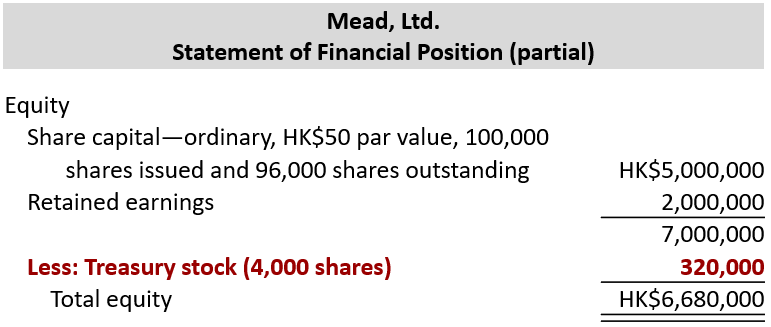 Mead, Ltd.
Statement of Financial Position (partial)
Equity
Share capital—ordinary, HK$50 par value, 100,000
shares issued and 96,000 shares outstanding HK$5,000,000
Retained earnings 2,000,000
7,000,000
Less: Treasury stock (4,000 shares) 320,000
Total equity HK$6,680,000